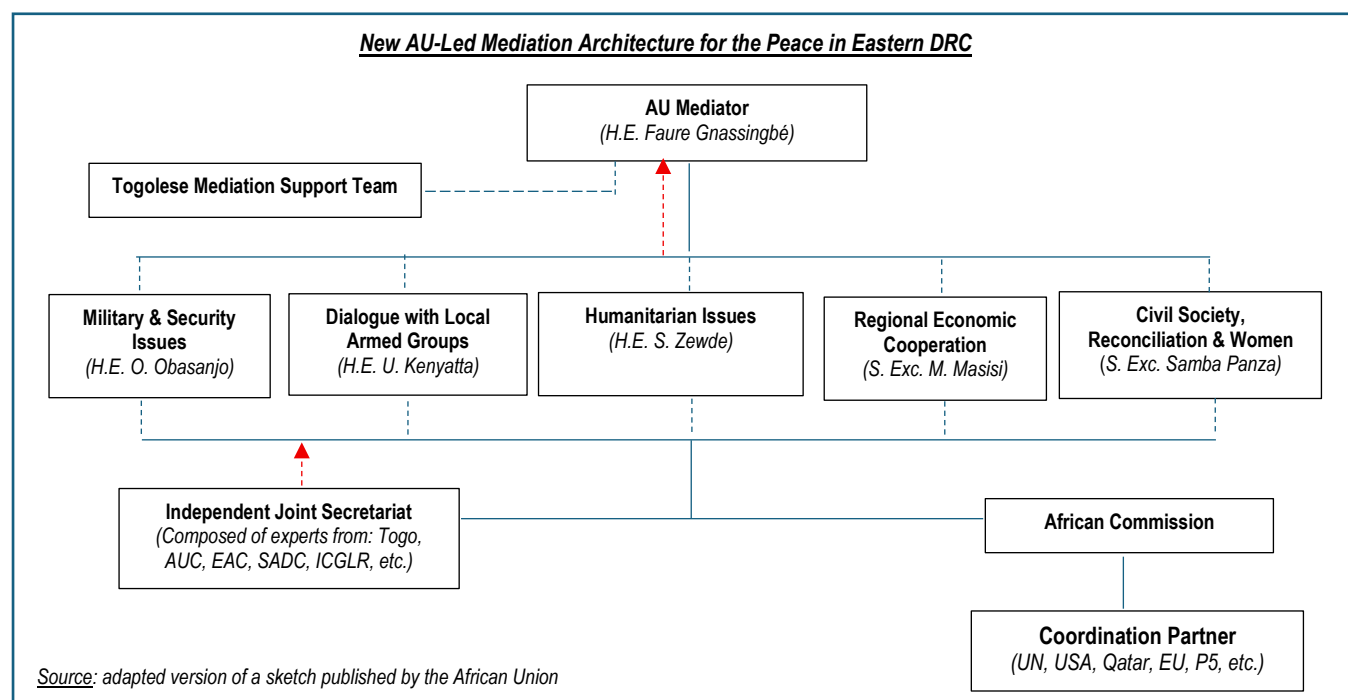 New AU-Led Mediation Architecture for the Peace in Eastern DRC
AU Mediator
(H.E. Faure Gnassingbé)
Togolese Mediation Support Team
Military & Security
Issues
(H.E. O. Obasanjo)
Dialogue with Local
Armed Groups
(H.E. U. Kenyatta)
Humanitarian Issues
(H.E. S. Zewde)
Regional Economic
Cooperation
(S. Exc. M. Masisi)
Civil Society,
Reconciliation & Women
(S. Exc. Samba Panza)
Independent Joint Secretariat
(Composed of experts from: Togo,
AUC, EAC, SADC, ICGLR, etc.)
African Commission
Coordination Partner
(UN, USA, Qatar, EU, P5, etc.)
Source: adapted version of a sketch published by the African Union